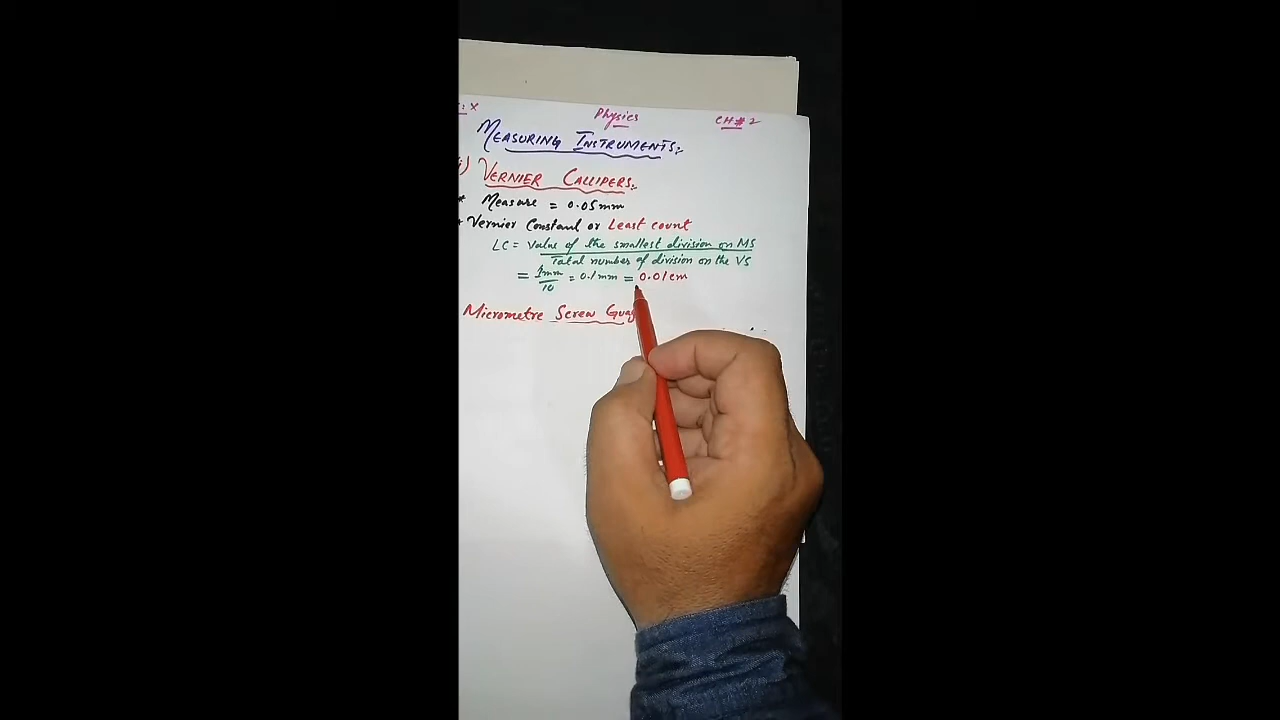 : X Physics CH # 2
MEASURING INSTRUMENTS:-
i) VERNIER CALLIPERS:-
* Measure = 0.05mm
* Vernier Constant or Least count
LC = Value of the smallest division on MS
Total number of division on the VS
= 1mm/10 = 0.1mm = 0.01cm
Micrometre Screw